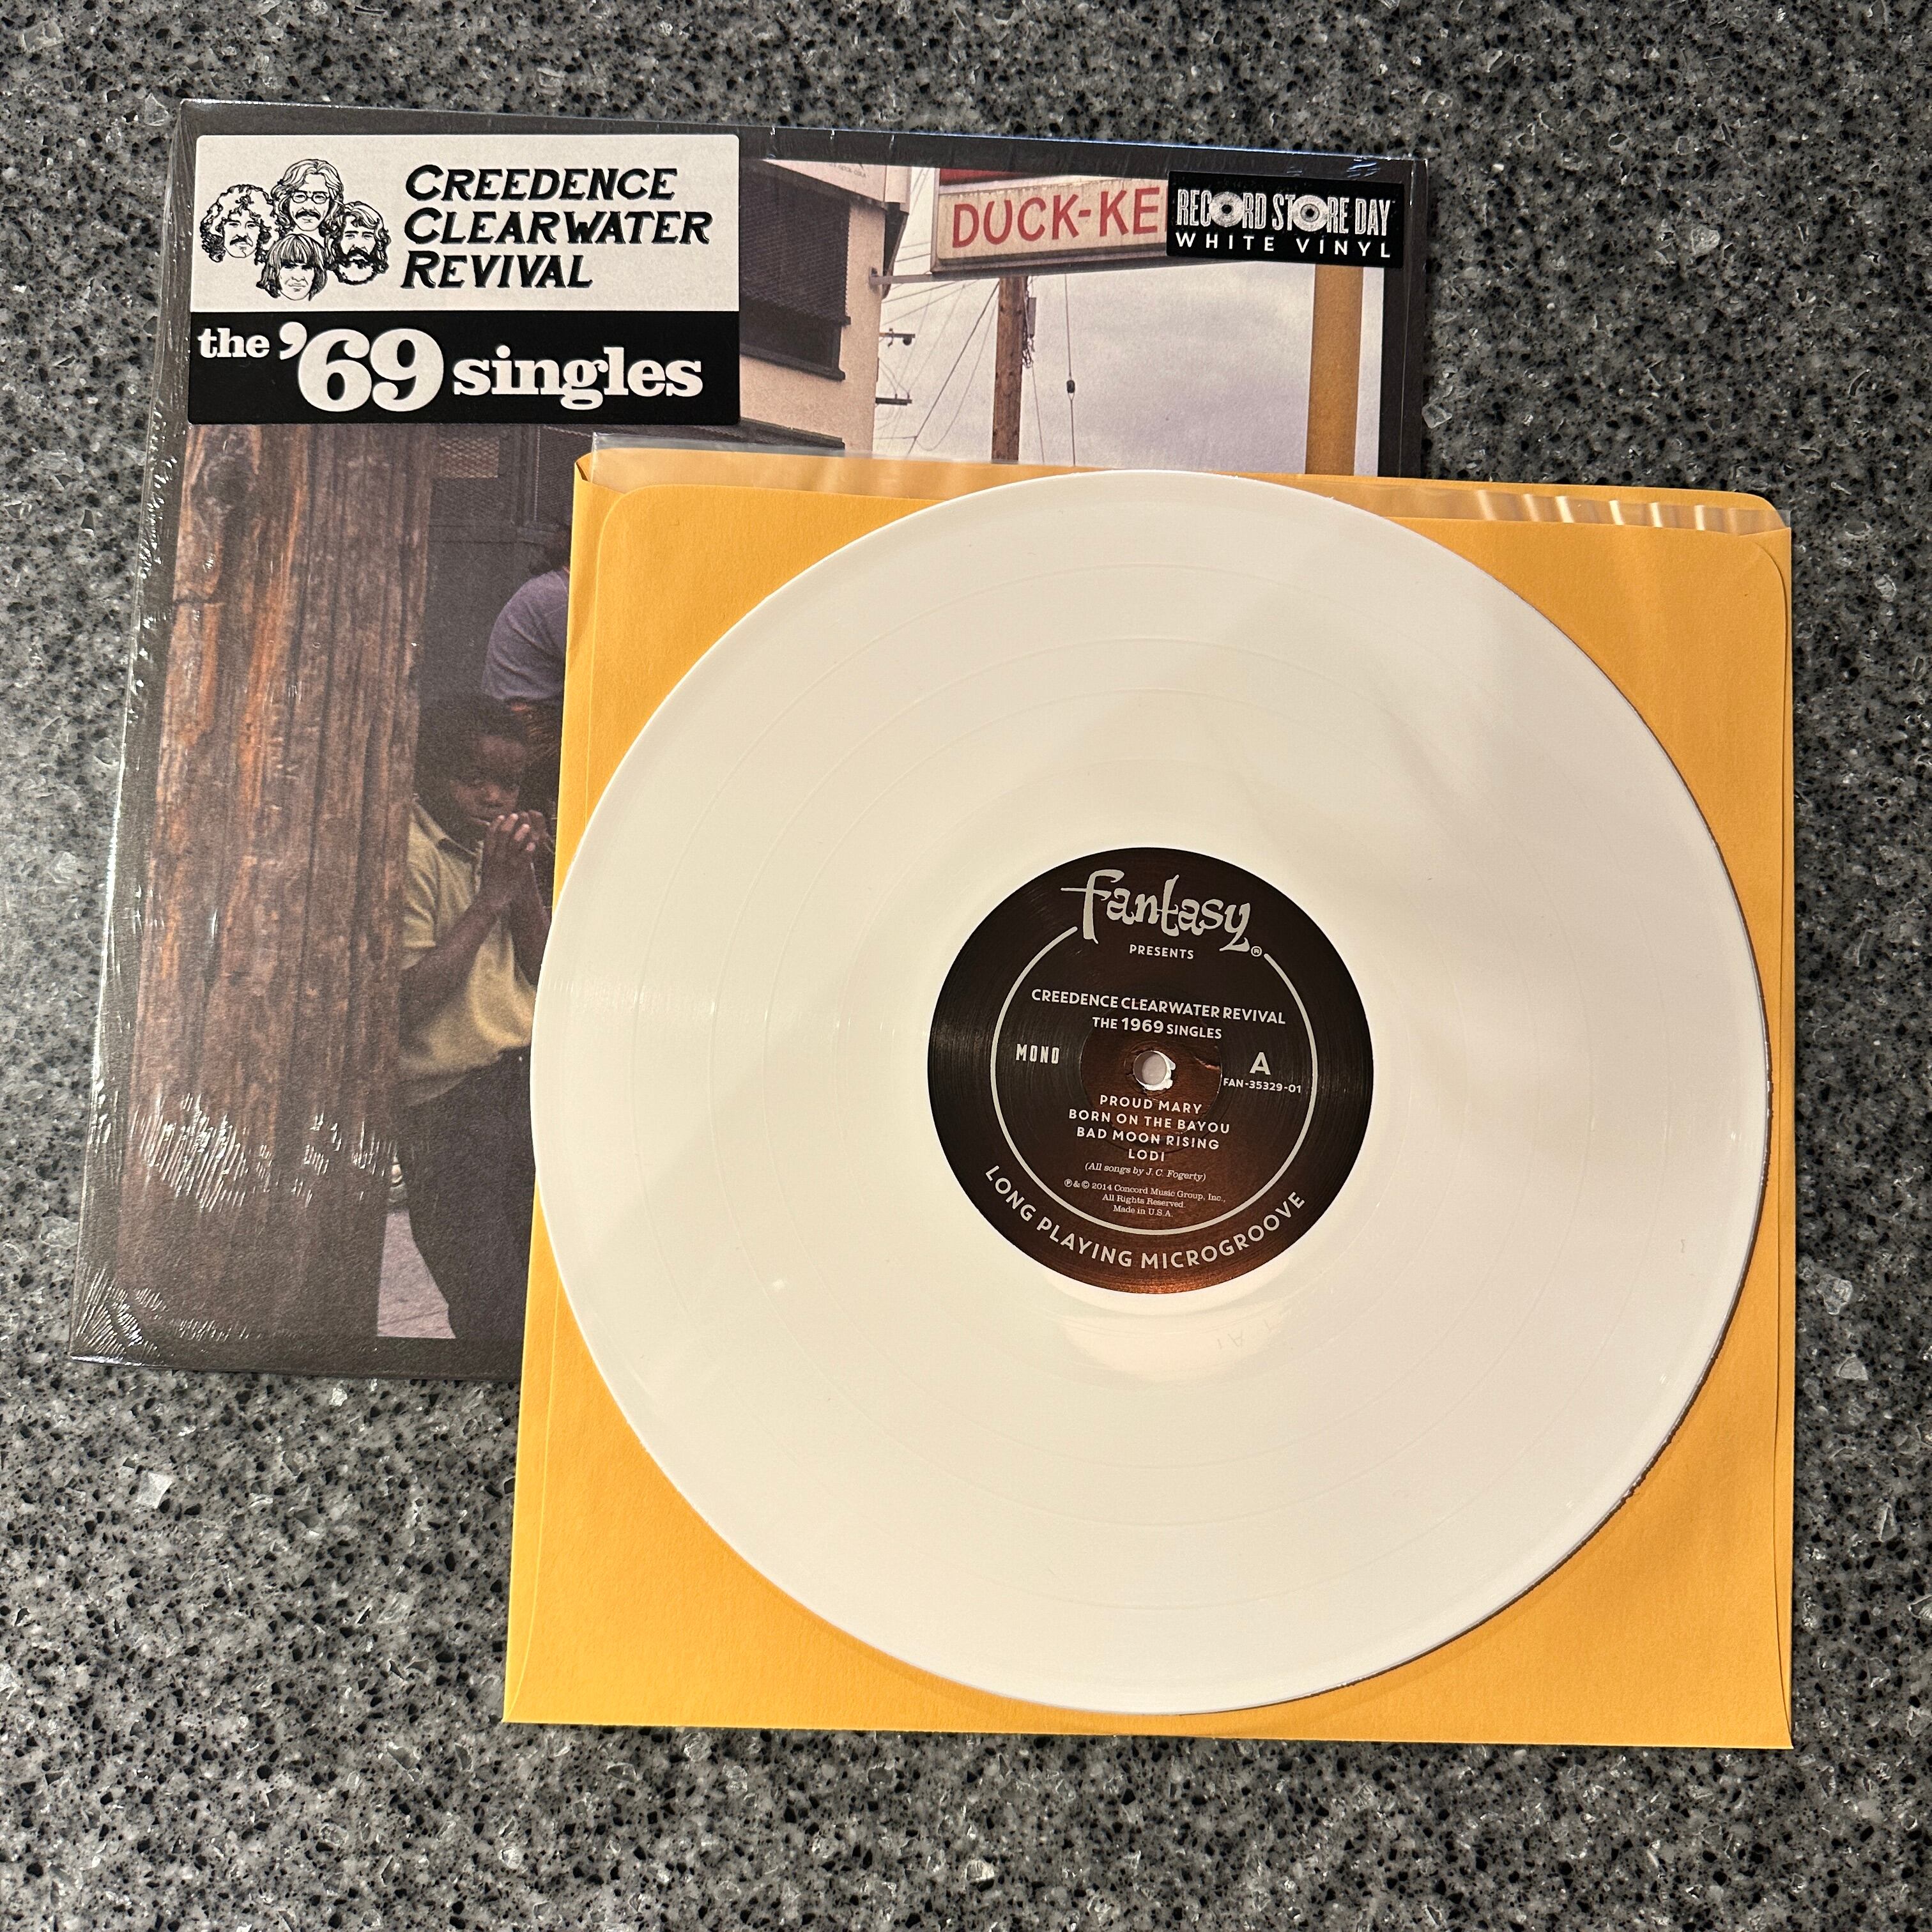 CREEDENCE
CLEARWATER
REVIVAL
the '69 singles
DUCK-KE
RECORD STORE DAY
WHITE VINYL
fantasy®
PRESENTS
CREEDENCE CLEARWATER REVIVAL
THE 1969 SINGLES
MONO
A
FAN-35329-01
PROUD MARY
BORN ON THE BAYOU
BAD MOON RISING
LODI
(All songs by J. C. Fogerty)
℗ & © 2014 Concord Music Group, Inc.,
All Rights Reserved.
Made in U.S.A.
LONG PLAYING MICROGROOVE